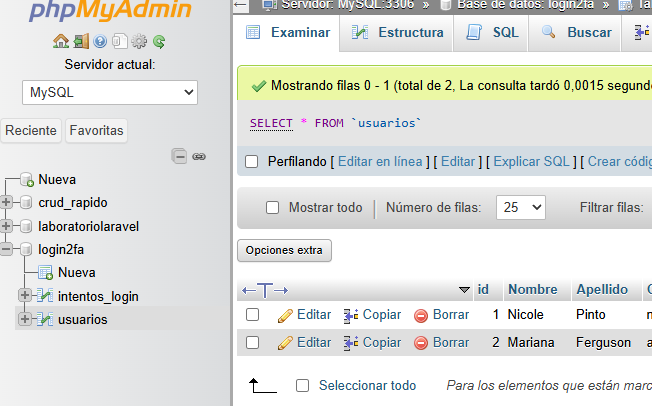 phpMyAdmin
Servidor actual:
MySQL
Reciente
Favoritas
Nueva
crud_rapido
laboratoriolaravel
login2fa
Nueva
intentos_login
usuarios
Servidor: MySQL:3306 » Base de datos: login2fa »
Examinar Estructura SQL Buscar
Mostrando filas 0 - 1 (total de 2, La consulta tardó 0,0015
SELECT * FROM `usuarios`
Perfilando [ Editar en línea ] [ Editar ] [ Explicar SQL ] [ Crear
Mostrar todo Número de filas: 25 Filtrar filas:
Opciones extra
id Nombre Apellido
Editar Copiar Borrar 1 Nicole Pinto
Editar Copiar Borrar 2 Mariana Ferguson
Seleccionar todo Para los elementos que están